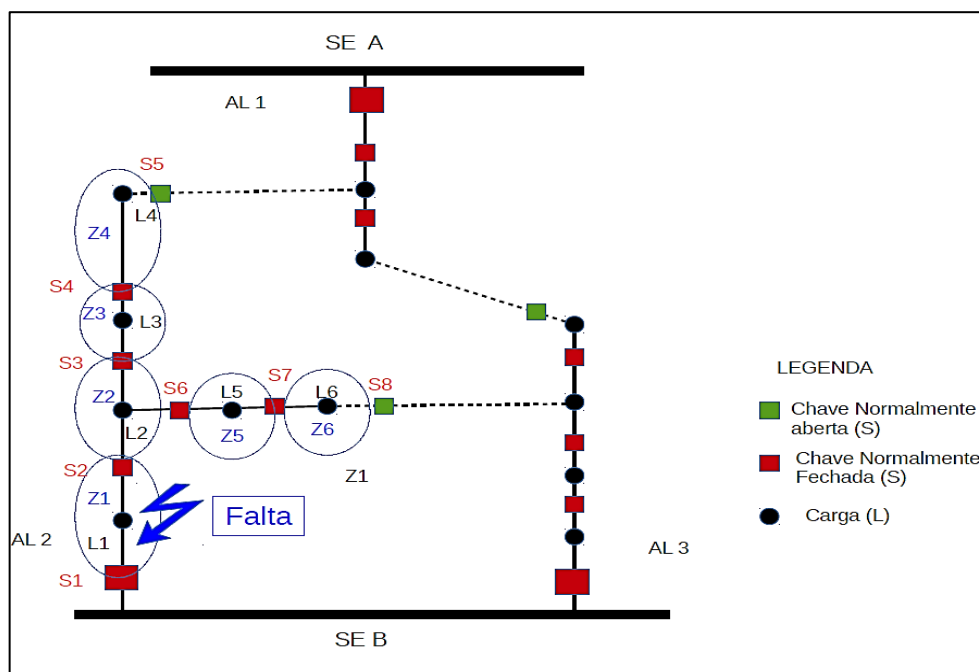 SE A
AL 1
S5
L4
Z4
S4
Z3
L3
S3
S6
L5
S7
L6
S8
Z2
L2
Z5
Z6
S2
Z1
Z1
Falta
L1
AL 2
S1
AL 3
SE B
LEGENDA
Chave Normalmente
aberta (S)
Chave Normalmente
Fechada (S)
Carga (L)